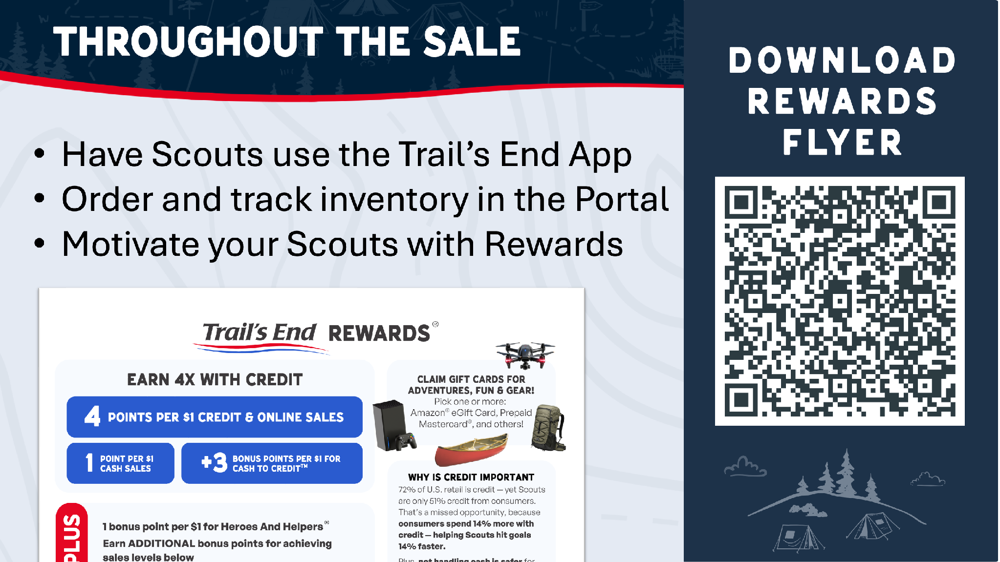 THROUGHOUT THE SALE
• Have Scouts use the Trail’s End App
• Order and track inventory in the Portal
• Motivate your Scouts with Rewards
Trail’s End REWARDS®
EARN 4X WITH CREDIT
4 POINTS PER $1 CREDIT & ONLINE SALES
1 POINT PER $1
CASH SALES
+3 BONUS POINTS PER $1 FOR
CASH TO CREDIT™
PLUS
1 bonus point per $1 for Heroes And Helpers®
Earn ADDITIONAL bonus points for achieving
sales levels below
CLAIM GIFT CARDS FOR
ADVENTURES, FUN & GEAR!
Pick one or more:
Amazon® eGift Card, Prepaid
Mastercard®, and others!
WHY IS CREDIT IMPORTANT
72% of U.S. retail is credit — yet Scouts
are only 51% credit from consumers.
That’s a missed opportunity, because
consumers spend 14% more with
credit — helping Scouts hit goals
14% faster.
Plus, not handling cash is safer for
DOWNLOAD
REWARDS
FLYER